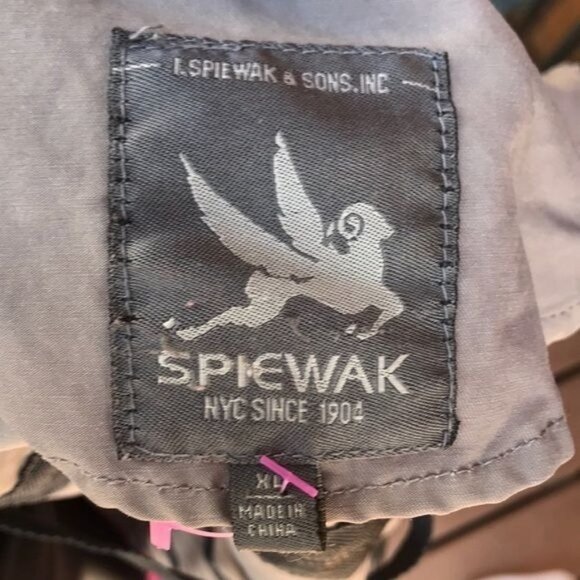 I. SPIEWAK & SONS. INC
SPIEWAK
NYC SINCE 1904
XL
MADE IN
CHINA